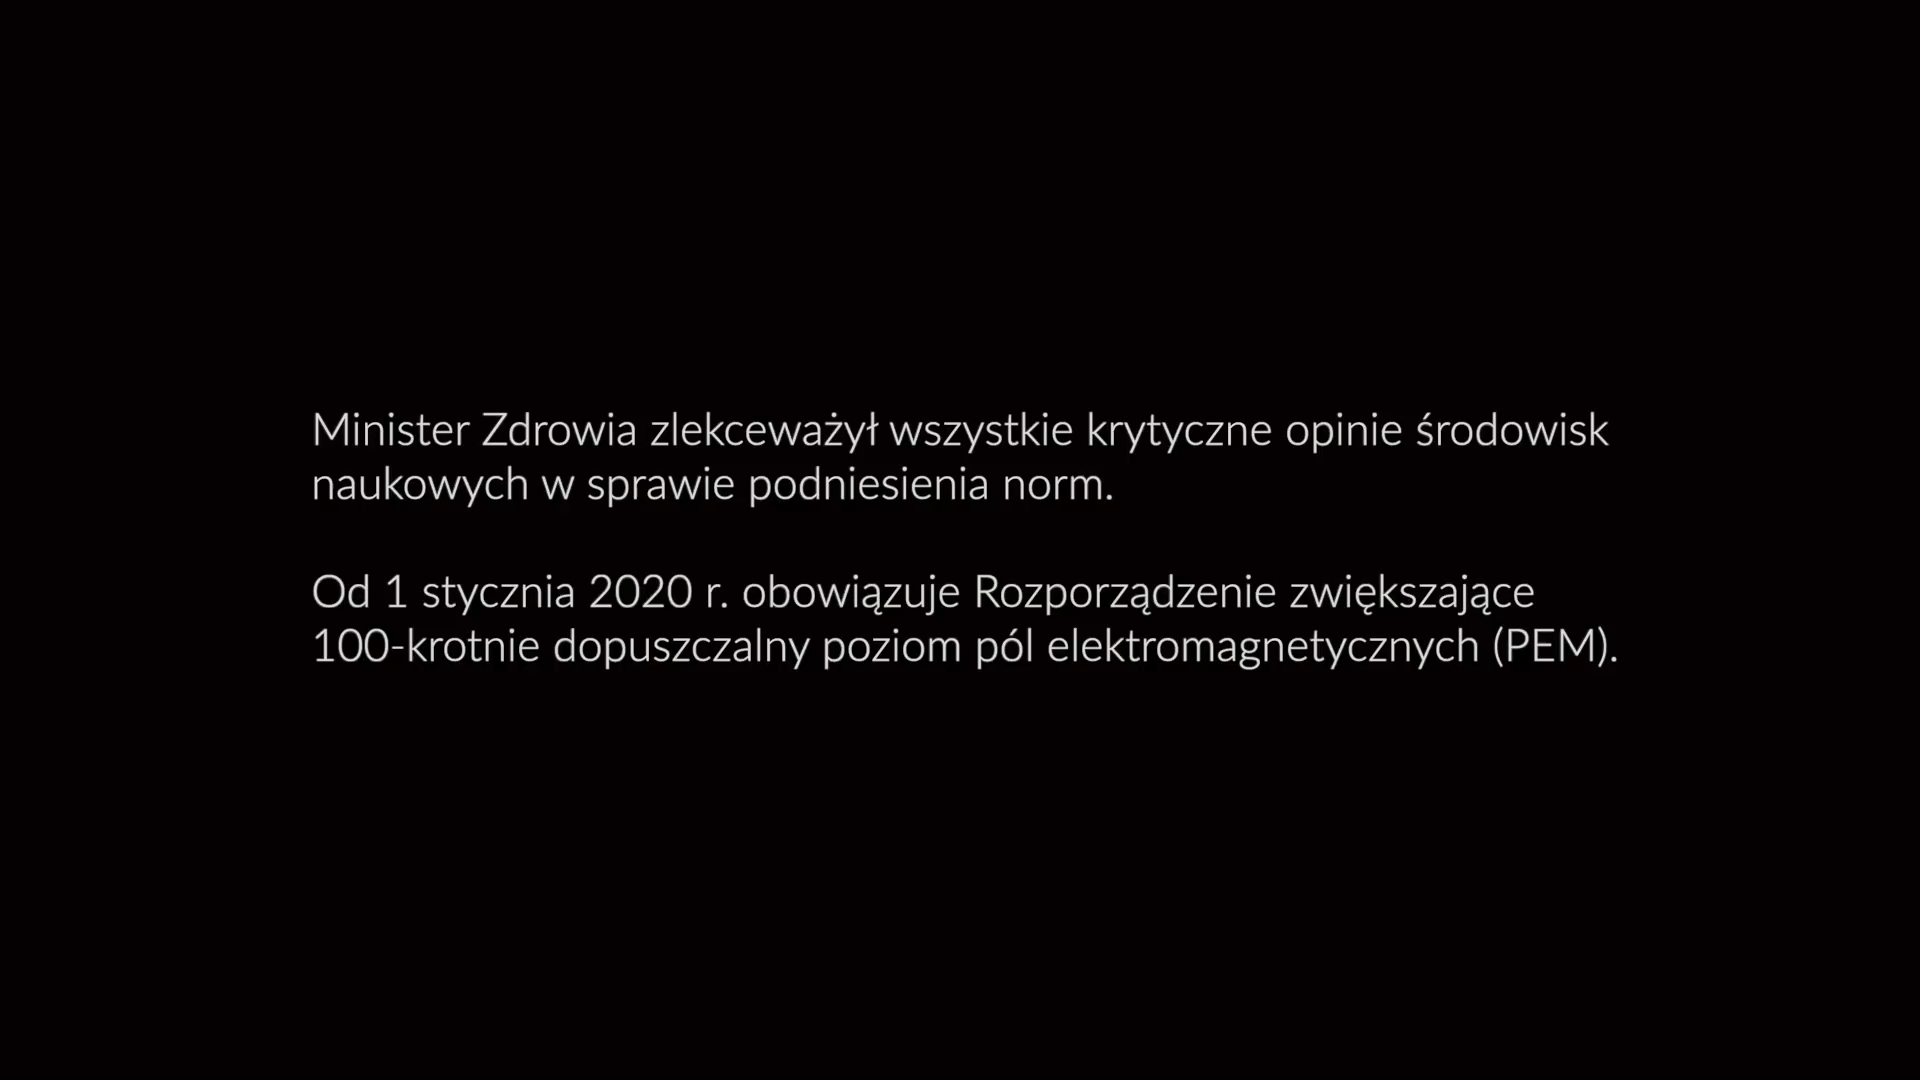 Minister Zdrowia zlekceważył wszystkie krytyczne opinie środowisk
naukowych w sprawie podniesienia norm.
Od 1 stycznia 2020 r. obowiązuje Rozporządzenie zwiększające
100-krotnie dopuszczalny poziom pól elektromagnetycznych (PEM).